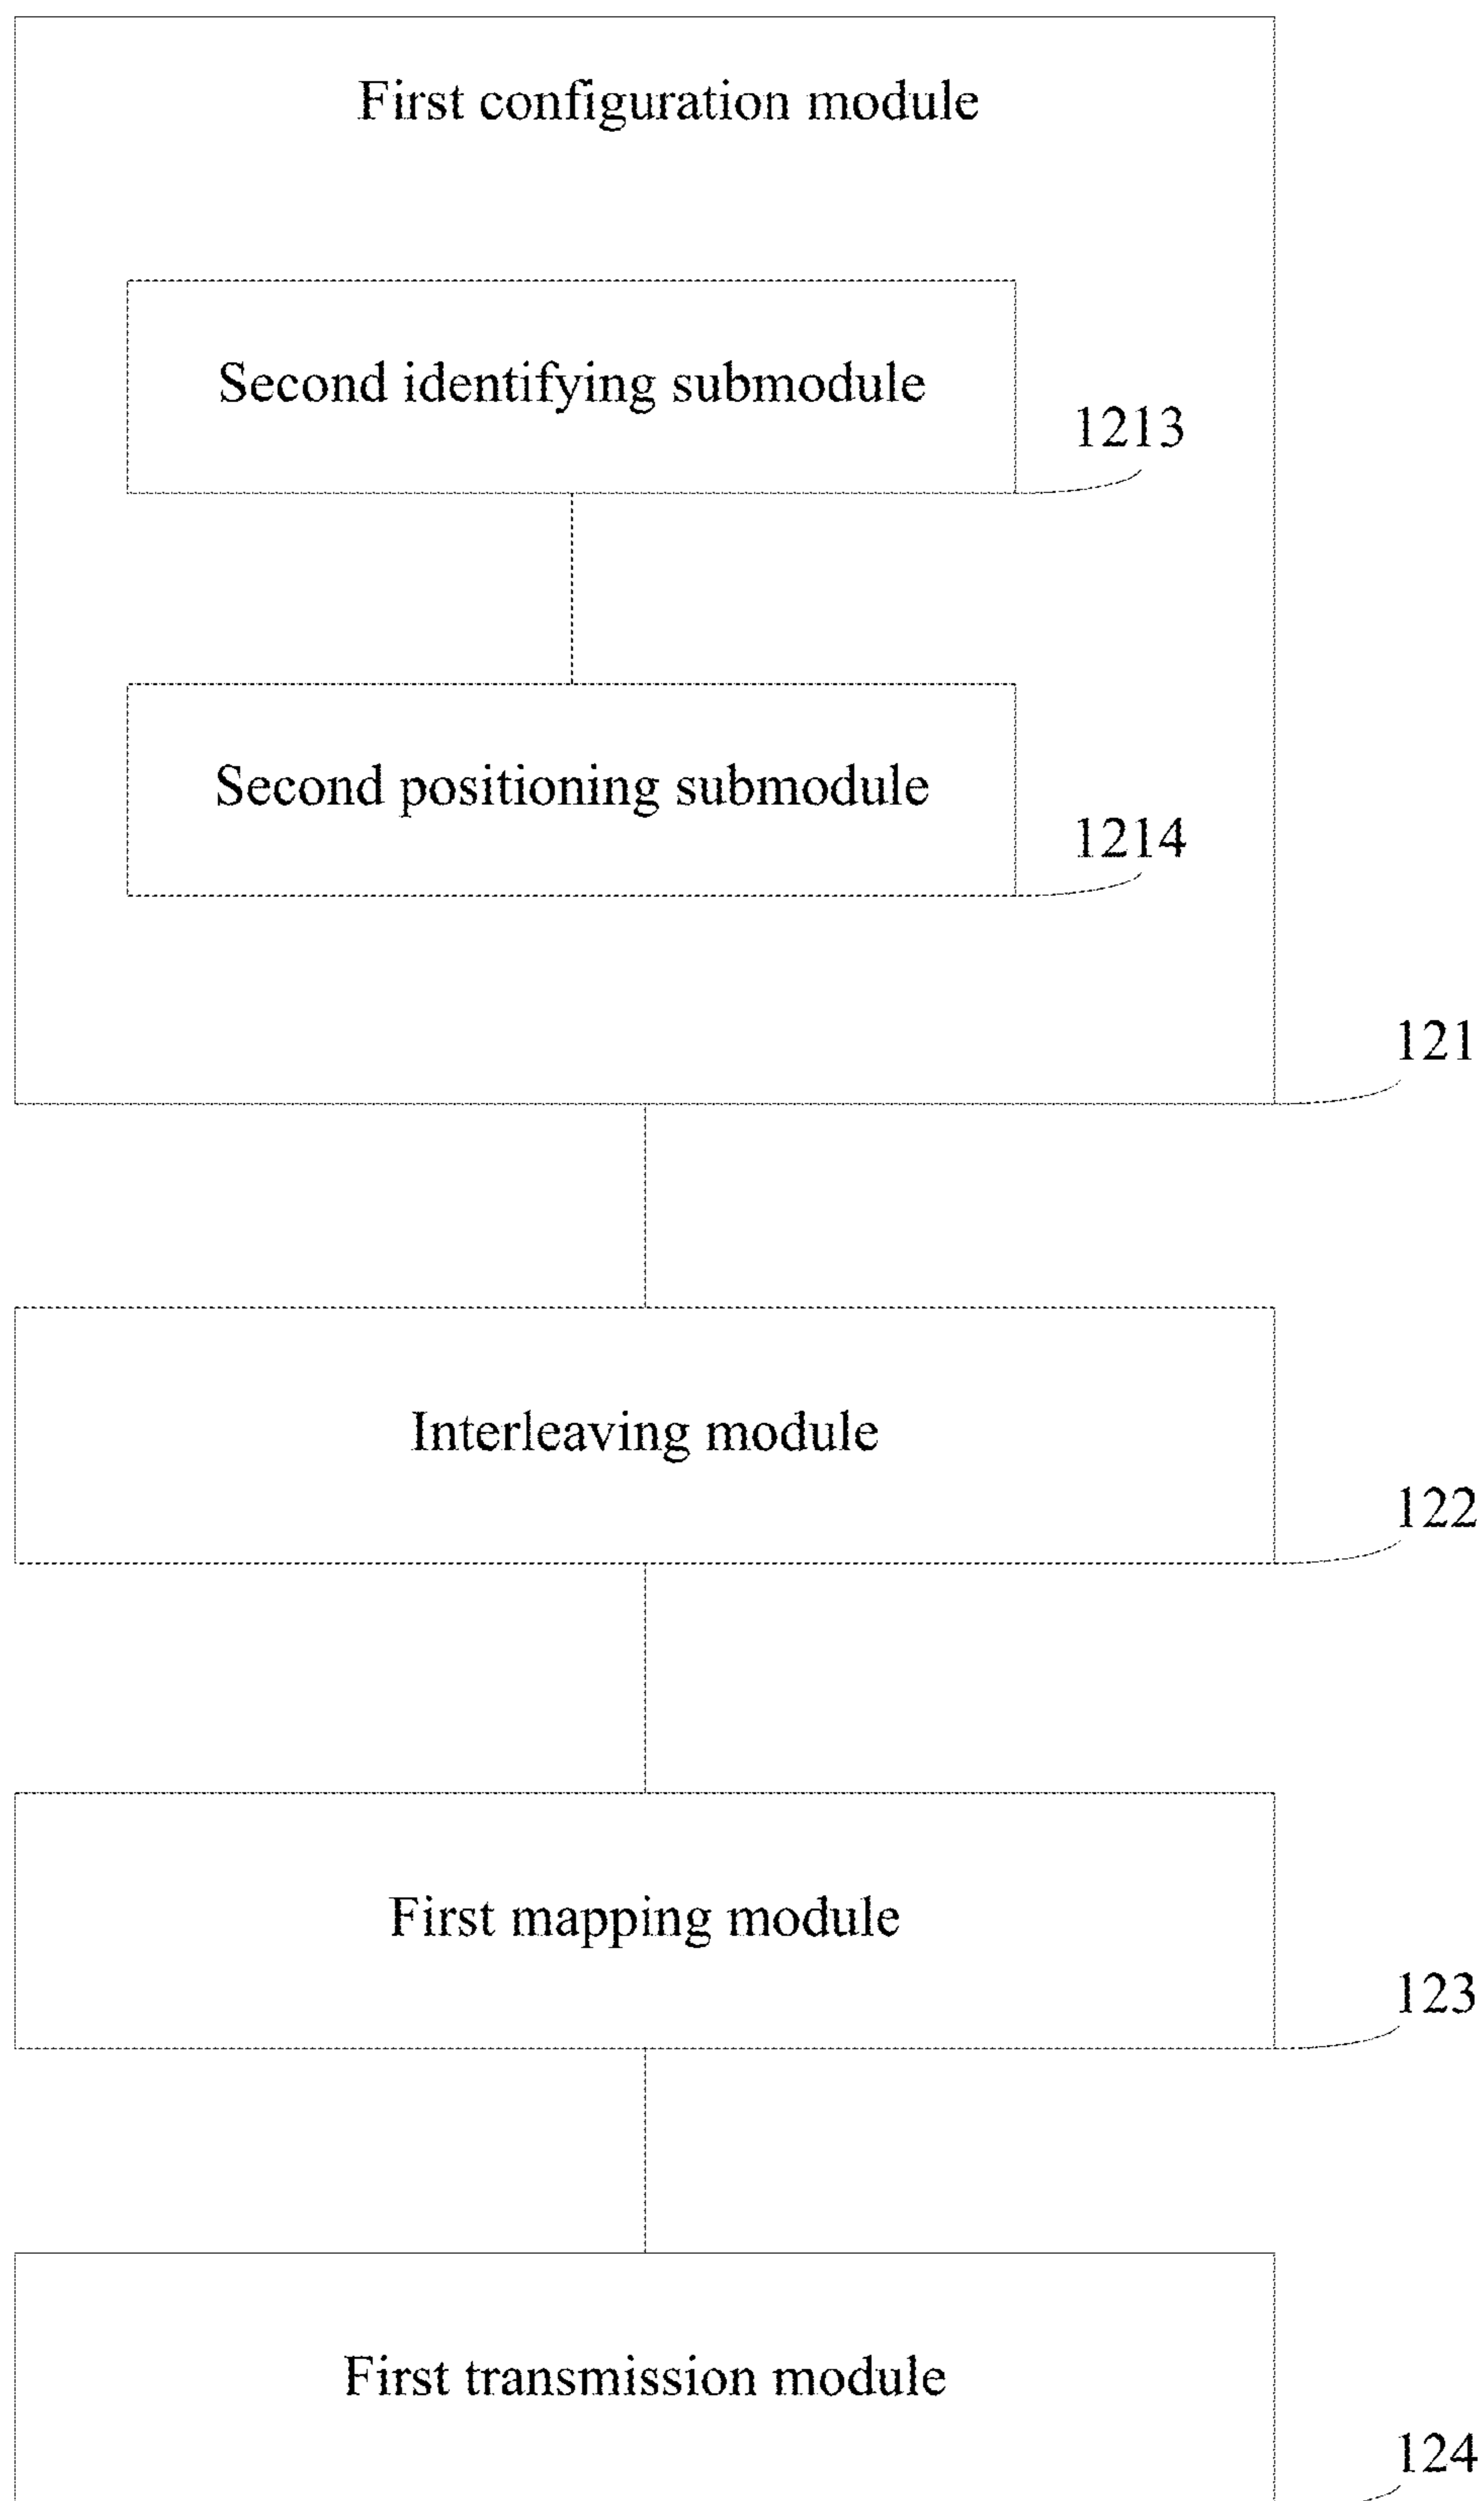 First configuration module
Second identifying submodule
1213
Second positioning submodule
1214
121
Interleaving module
122
First mapping module
123
First transmission module
124